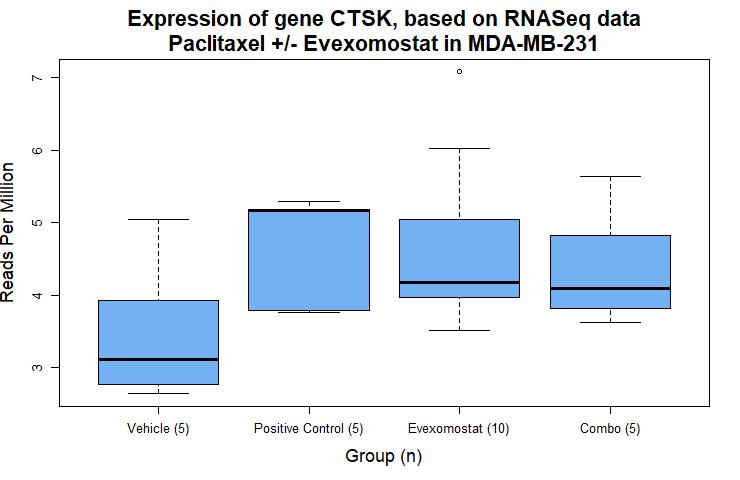 Expression of gene CTSK, based on RNASeq data
Paclitaxel +/- Evexomostat in MDA-MB-231
Reads Per Million
7
6
5
4
3
Vehicle (5) Positive Control (5) Evexomostat (10) Combo (5)
Group (n)